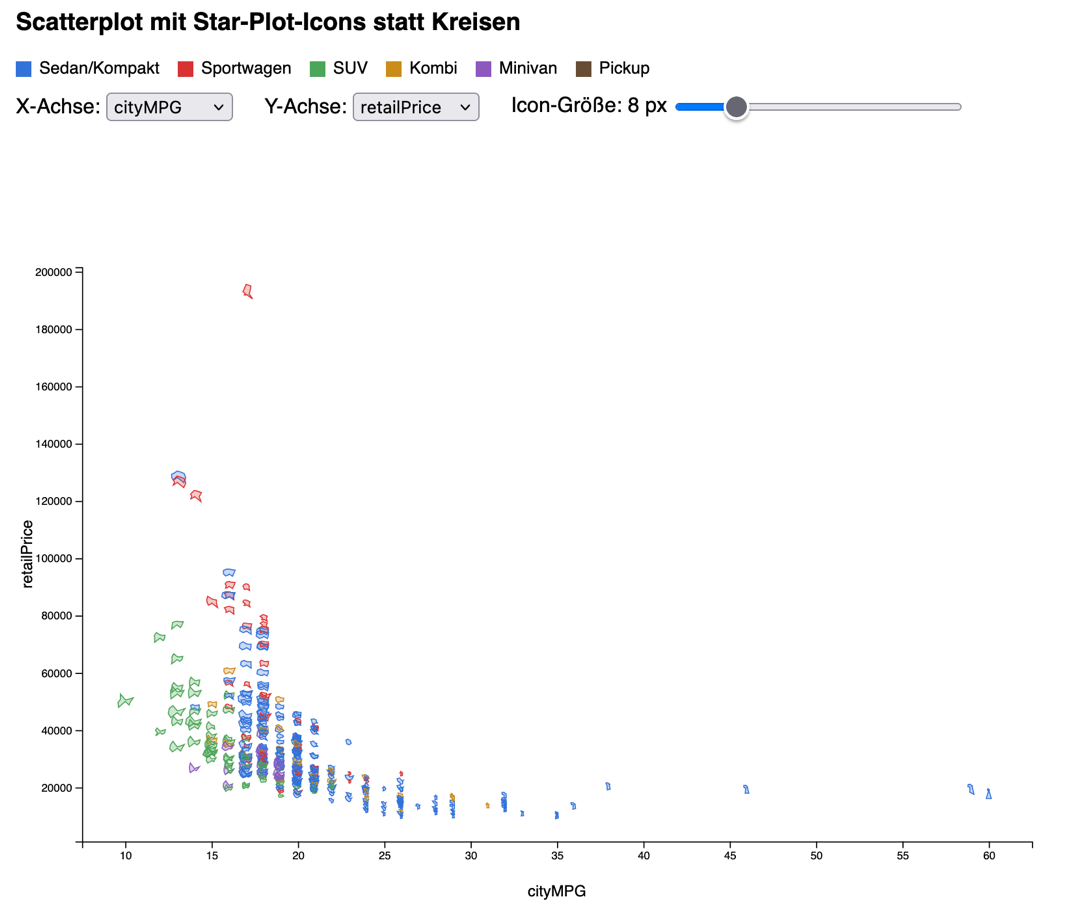 Scatterplot mit Star-Plot-Icons statt Kreisen
Sedan/Kompakt Sportwagen SUV Kombi Minivan Pickup
X-Achse: cityMPG Y-Achse: retailPrice Icon-Größe: 8 px
200000
180000
160000
140000
120000
100000
80000
60000
40000
20000
retailPrice
10 15 20 25 30 35 40 45 50 55 60
cityMPG